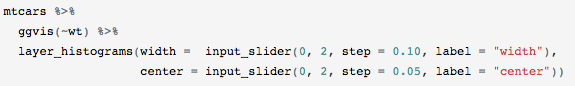 mtcars %>%
  ggvis(~wt) %>%
  layer_histograms(width =  input_slider(0, 2, step = 0.10, label = "width"),
                   center = input_slider(0, 2, step = 0.05, label = "center"))